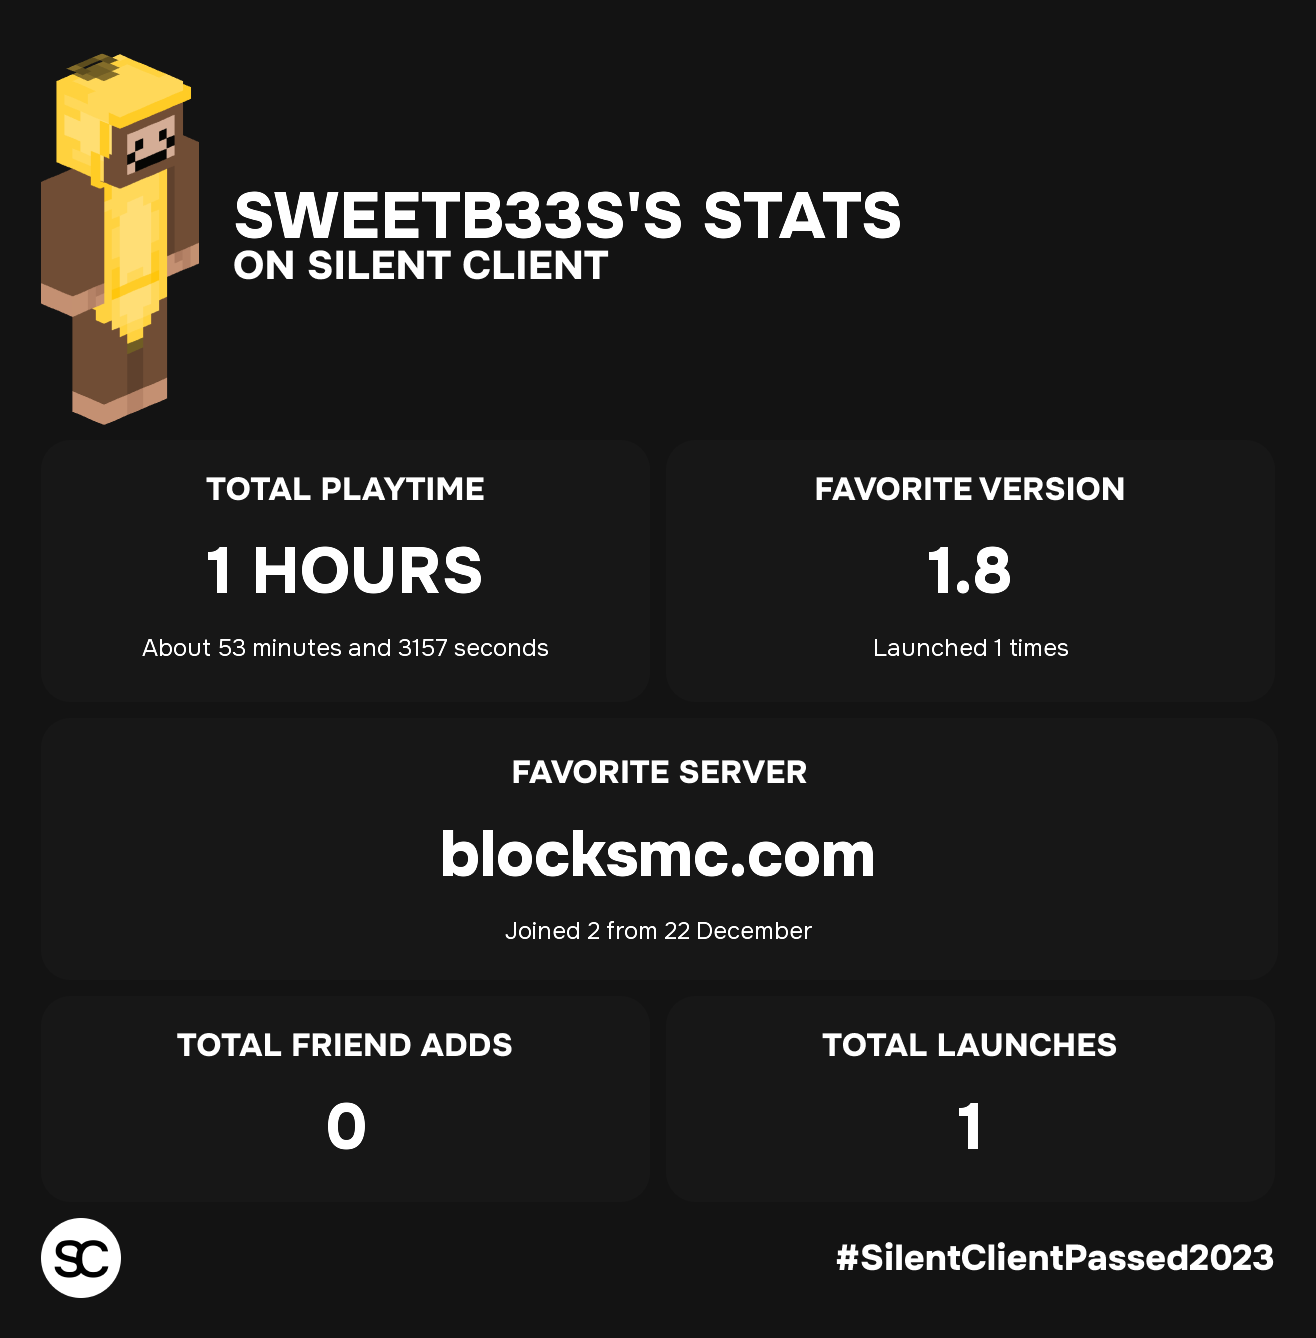 SWEETB33S'S STATS
ON SILENT CLIENT
TOTAL PLAYTIME
1 HOURS
About 53 minutes and 3157 seconds
FAVORITE VERSION
1.8
Launched 1 times
FAVORITE SERVER
blocksmc.com
Joined 2 from 22 December
TOTAL FRIEND ADDS
0
TOTAL LAUNCHES
1
SC
#SilentClientPassed2023